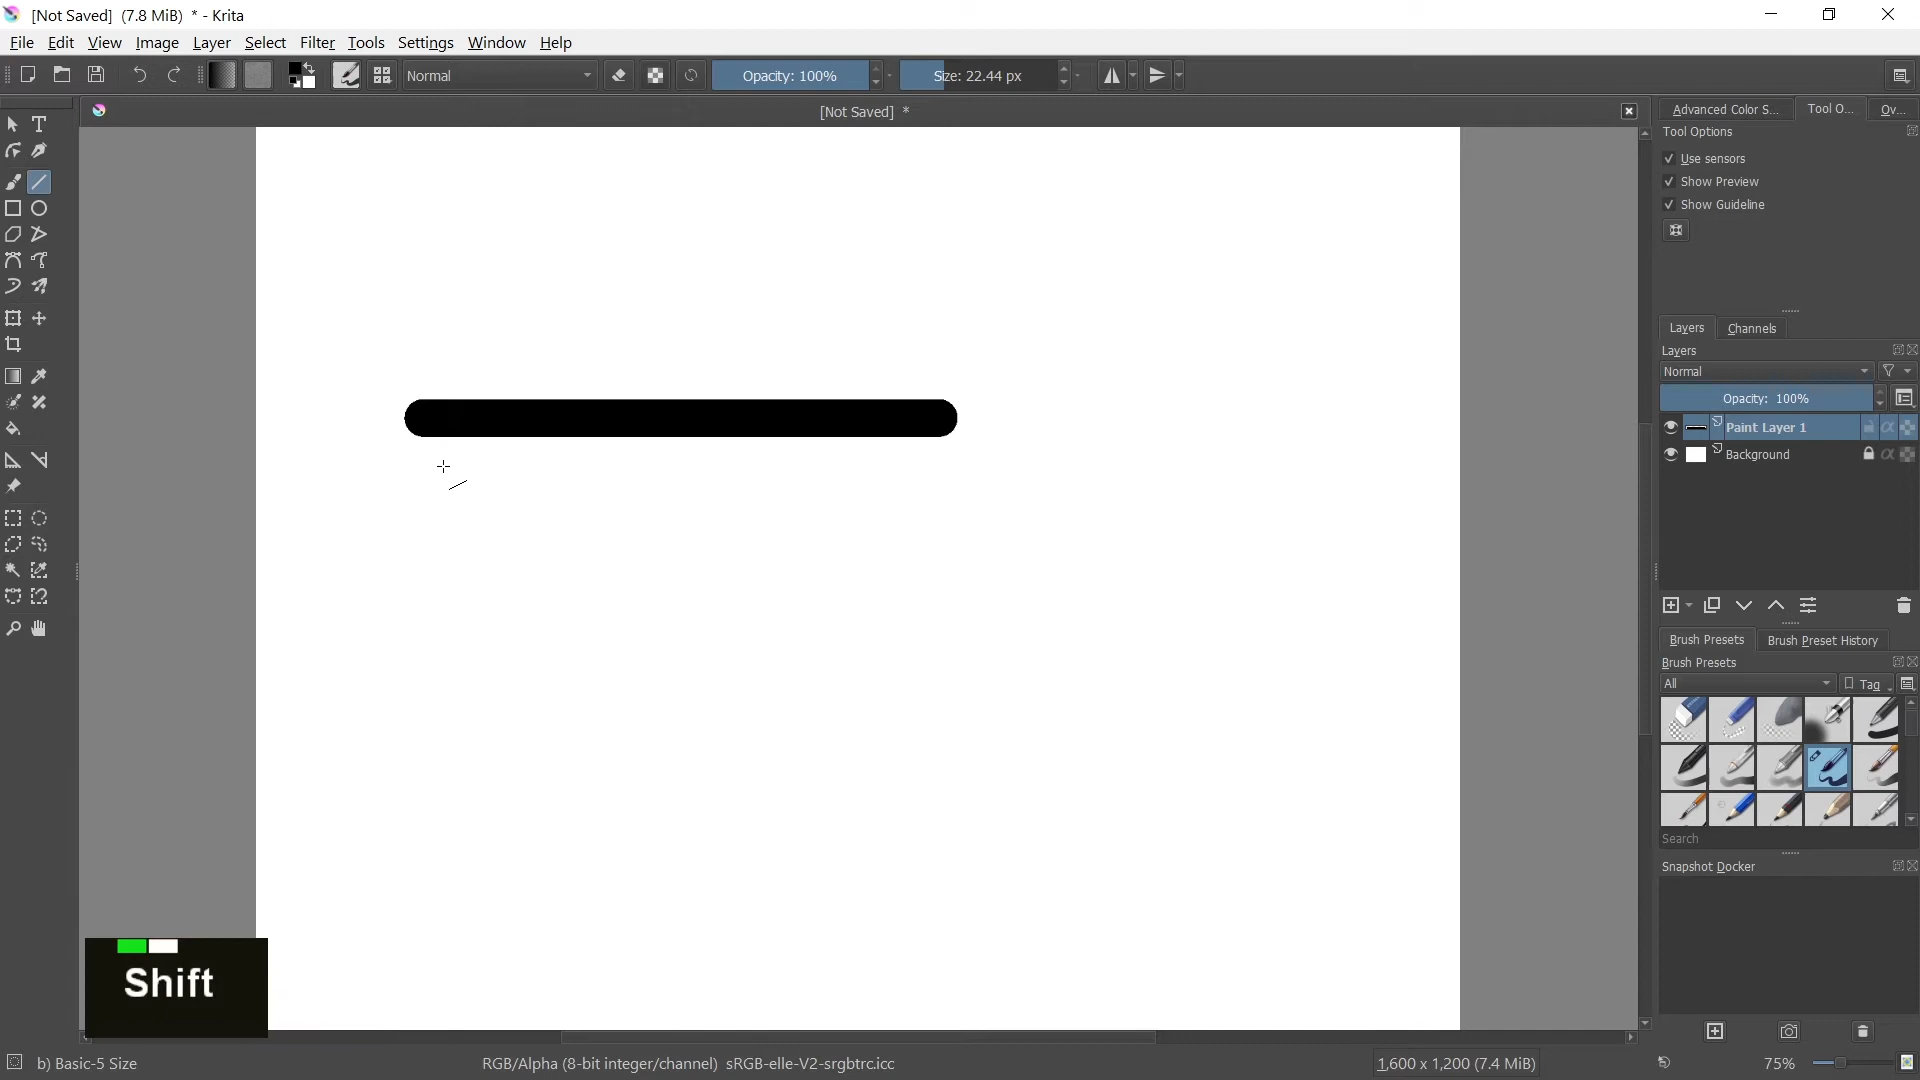 [Not Saved]  (7.8 MiB)  * - Krita
File Edit View Image Layer Select Filter Tools Settings Window Help
Normal Opacity: 100% Size: 22.44 px
[Not Saved]  *
Advanced Color S... Tool O... Ov...
Tool Options
Use sensors
Show Preview
Show Guideline
Layers Channels
Layers
Normal
Opacity:  100%
Paint Layer 1
Background
Brush Presets Brush Preset History
Brush Presets
All Tag
Search
Snapshot Docker
Shift
b) Basic-5 Size RGB/Alpha (8-bit integer/channel)  sRGB-elle-V2-srgbtrc.icc 1,600 x 1,200 (7.4 MiB) 75%